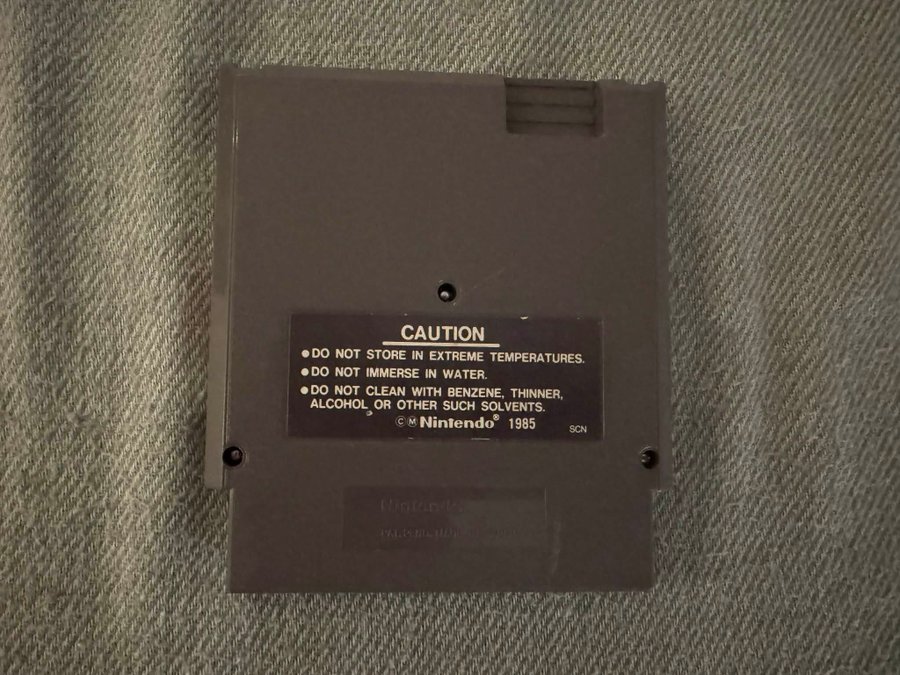 CAUTION
●DO NOT STORE IN EXTREME TEMPERATURES.
●DO NOT IMMERSE IN WATER.
●DO NOT CLEAN WITH BENZENE, THINNER,
ALCOHOL OR OTHER SUCH SOLVENTS.
ⒸⓂNintendo® 1985
SCN
Nintendo